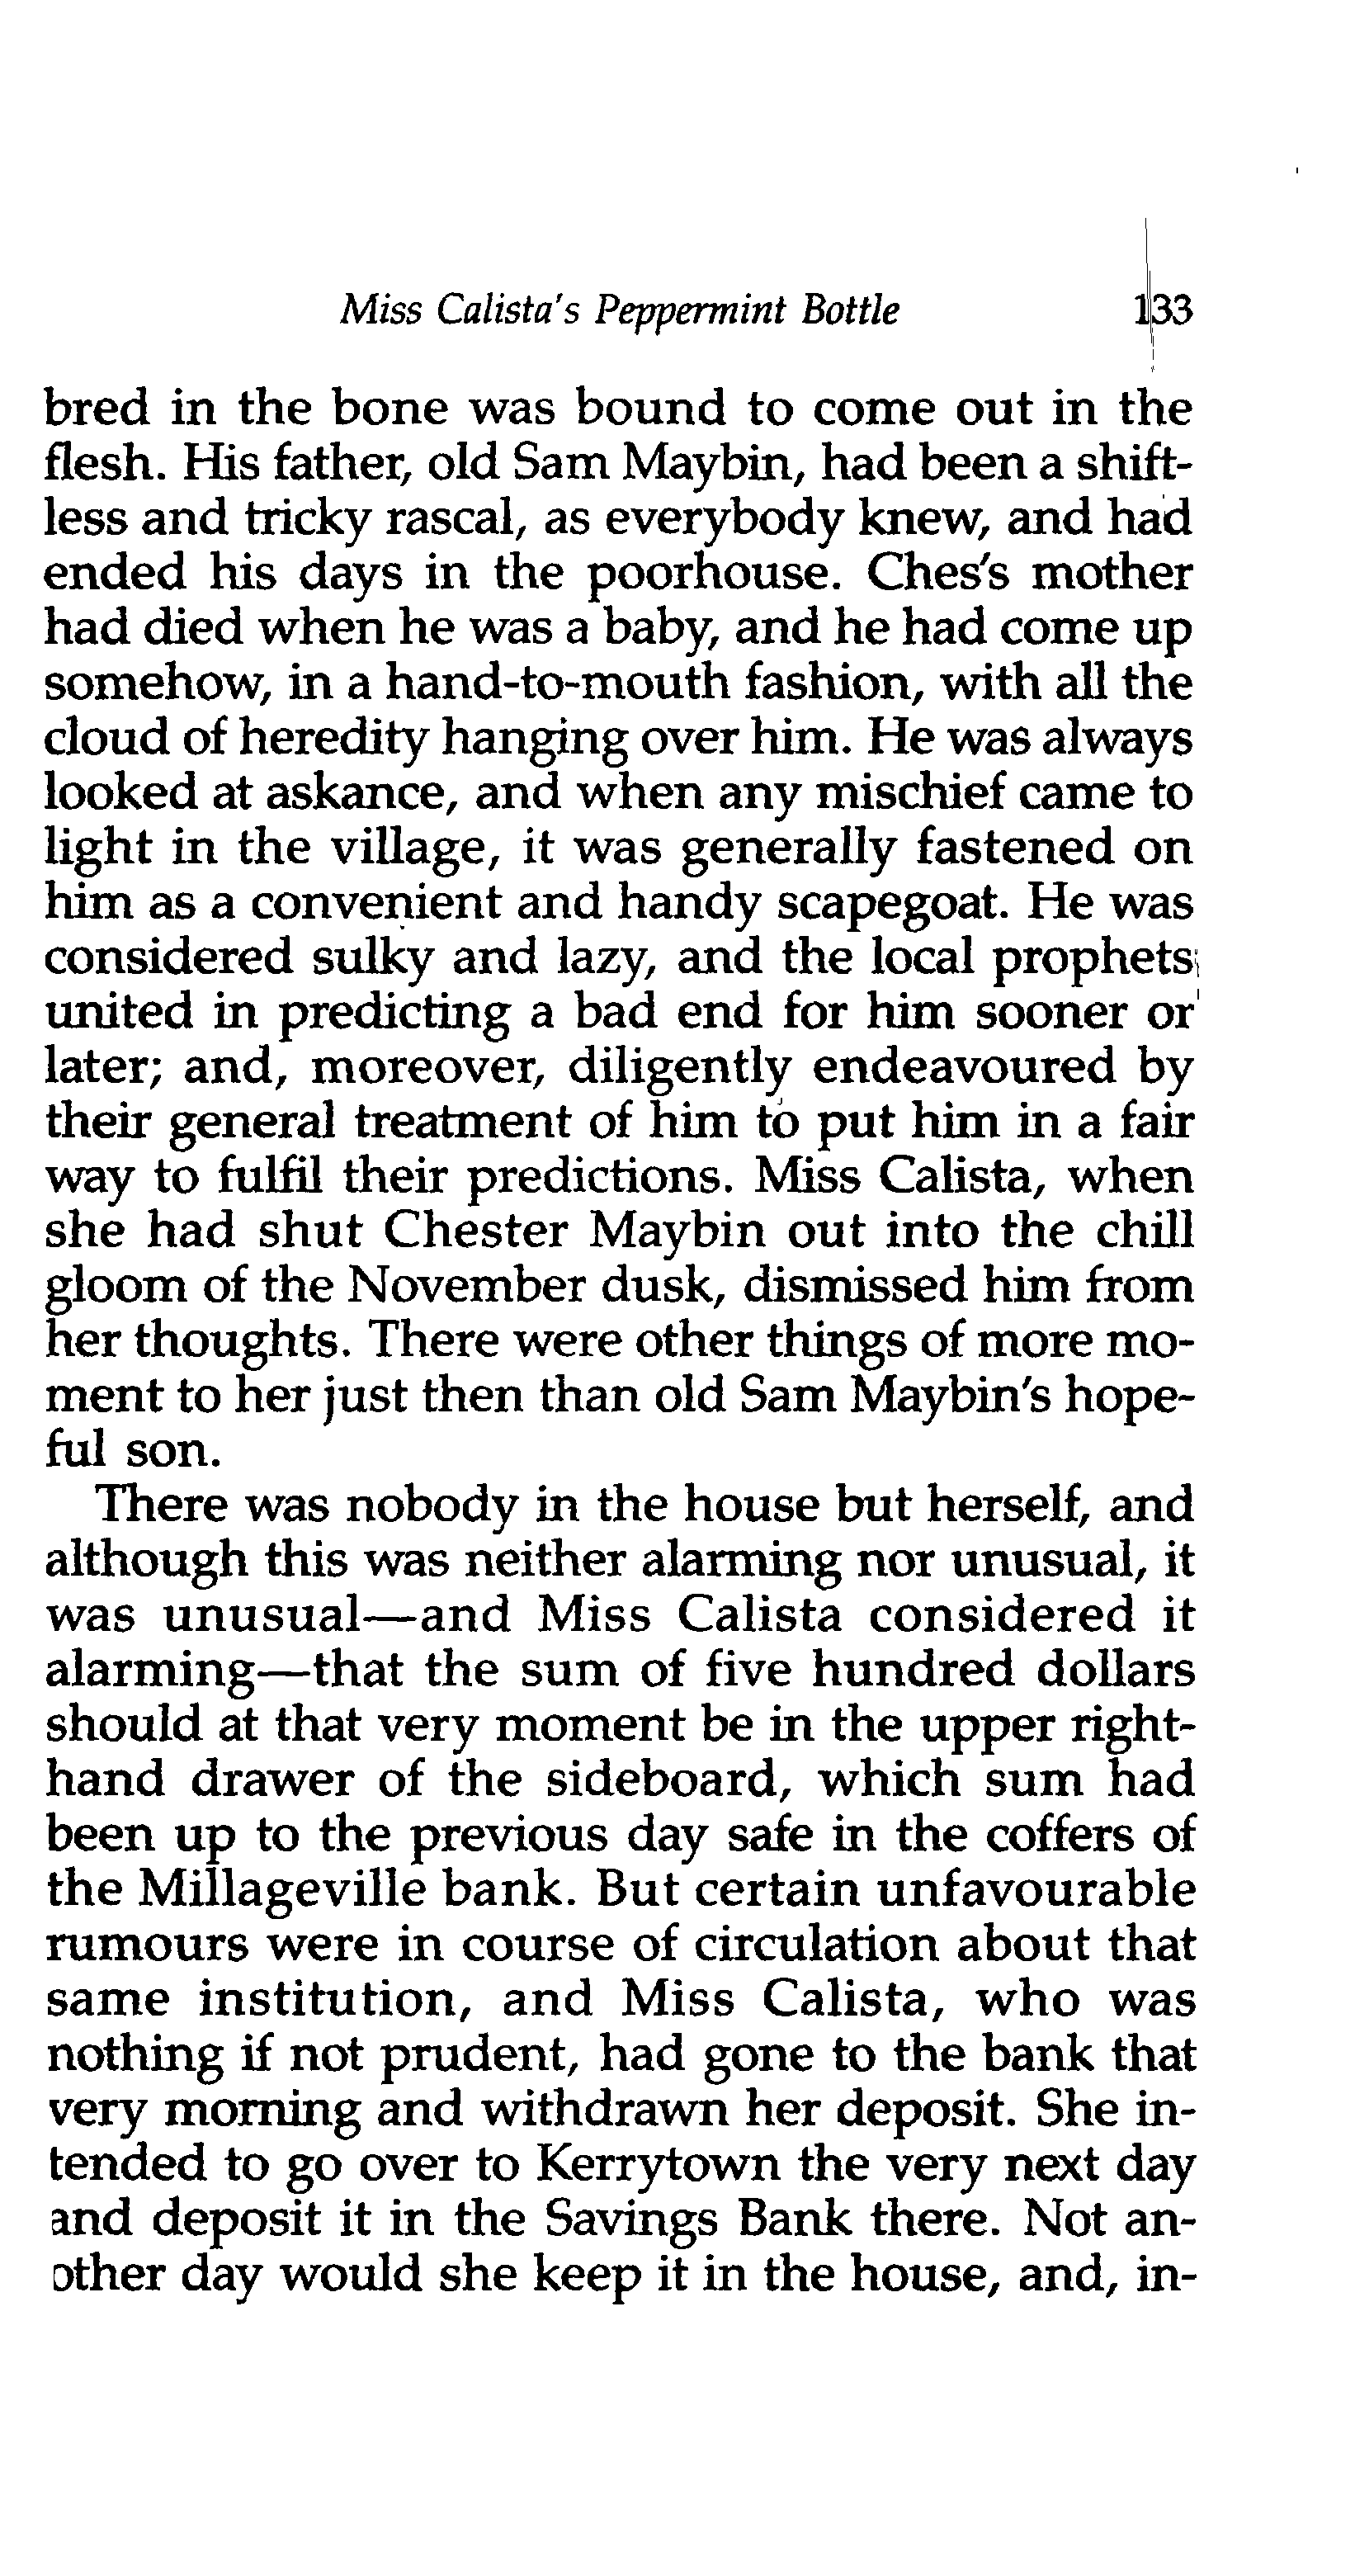 Miss Calista's Peppermint Bottle 133
bred in the bone was bound to come out in the
flesh. His father, old Sam Maybin, had been a shift-
less and tricky rascal, as everybody knew, and had
ended his days in the poorhouse. Ches's mother
had died when he was a baby, and he had come up
somehow, in a hand-to-mouth fashion, with all the
cloud of heredity hanging over him. He was always
looked at askance, and when any mischief came to
light in the village, it was generally fastened on
him as a convenient and handy scapegoat. He was
considered sulky and lazy, and the local prophets
united in predicting a bad end for him sooner or
later; and, moreover, diligently endeavoured by
their general treatment of him to put him in a fair
way to fulfil their predictions. Miss Calista, when
she had shut Chester Maybin out into the chill
gloom of the November dusk, dismissed him from
her thoughts. There were other things of more mo-
ment to her just then than old Sam Maybin's hope-
ful son.
There was nobody in the house but herself, and
although this was neither alarming nor unusual, it
was unusual—and Miss Calista considered it
alarming—that the sum of five hundred dollars
should at that very moment be in the upper right-
hand drawer of the sideboard, which sum had
been up to the previous day safe in the coffers of
the Millageville bank. But certain unfavourable
rumours were in course of circulation about that
same institution, and Miss Calista, who was
nothing if not prudent, had gone to the bank that
very morning and withdrawn her deposit. She in-
tended to go over to Kerrytown the very next day
and deposit it in the Savings Bank there. Not an-
other day would she keep it in the house, and, in-